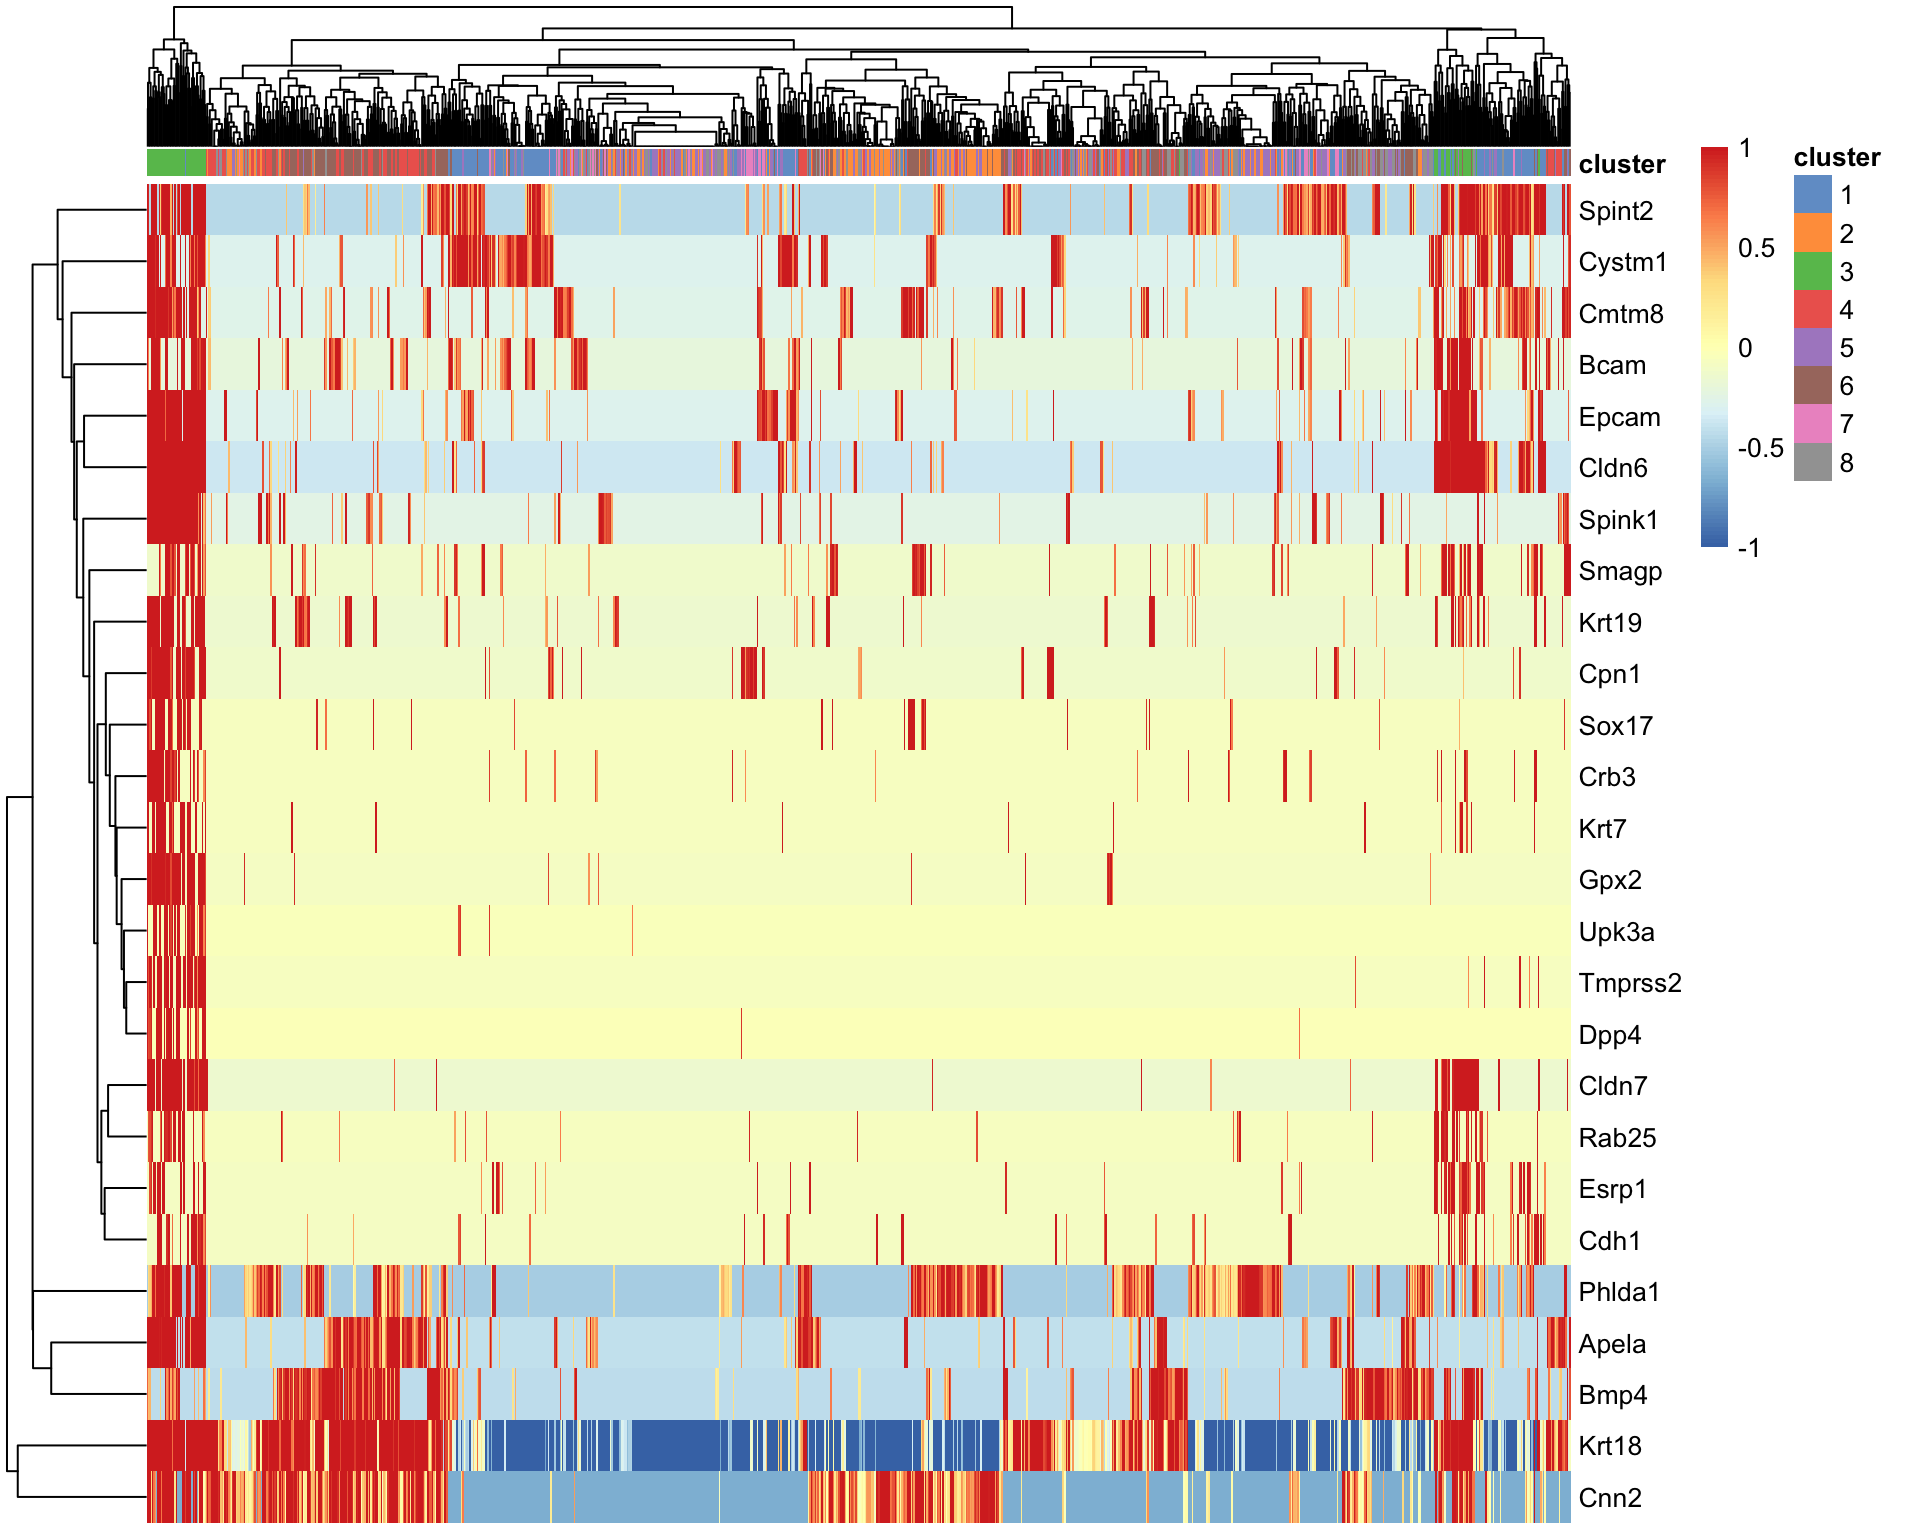 cluster
Spint2
Cystm1
Cmtm8
Bcam
Epcam
Cldn6
Spink1
Smagp
Krt19
Cpn1
Sox17
Crb3
Krt7
Gpx2
Upk3a
Tmprss2
Dpp4
Cldn7
Rab25
Esrp1
Cdh1
Phlda1
Apela
Bmp4
Krt18
Cnn2
1
0.5
0
-0.5
-1
cluster
1
2
3
4
5
6
7
8